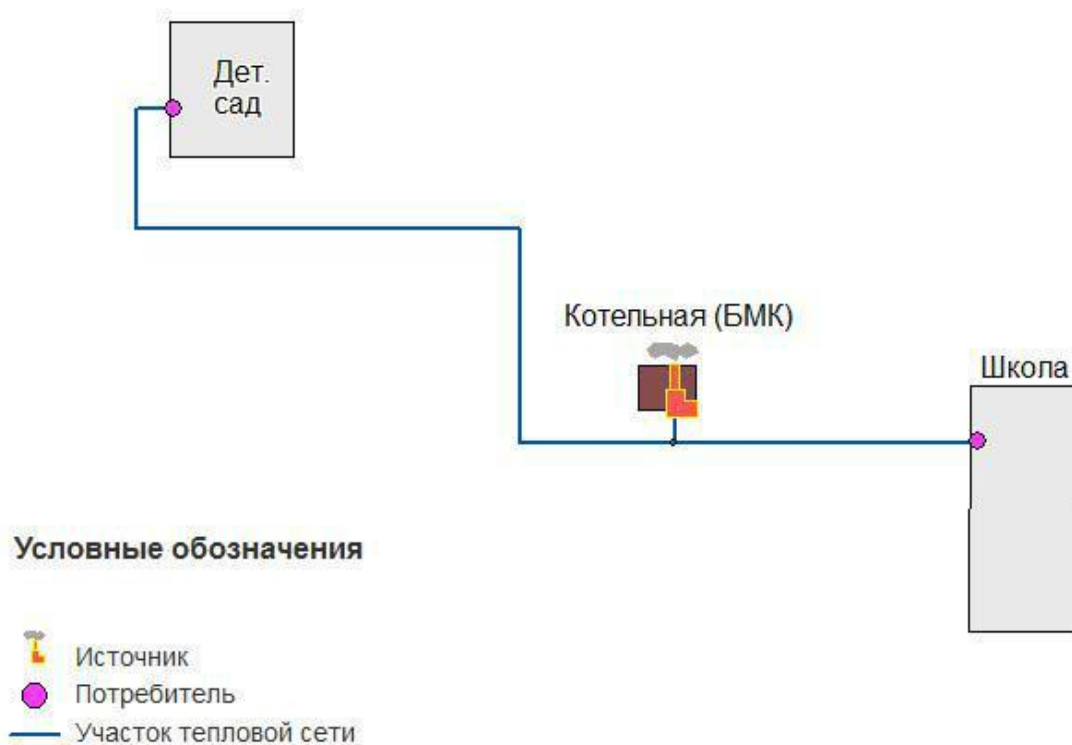 Дет.
сад
Котельная (БМК)
Школа
Условные обозначения
Источник
Потребитель
Участок тепловой сети